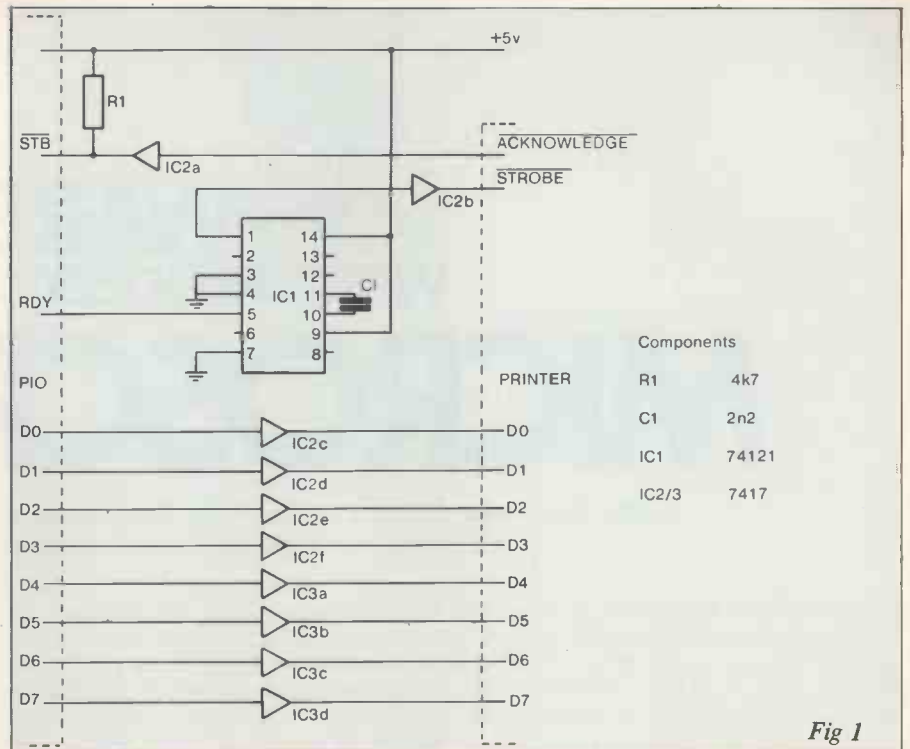 +5v
R1
STB
IC2a
ACKNOWLEDGE
STROBE
IC2b
1 14
2 13
3 12
4 11
IC1
C1
RDY
5 10
6 9
7 8
PIO
PRINTER
Components
R1 4k7
C1 2n2
IC1 74121
IC2/3 7417
D0 IC2c D0
D1 IC2d D1
D2 IC2e D2
D3 IC2f D3
D4 IC3a D4
D5 IC3b D5
D6 IC3c D6
D7 IC3d D7
Fig 1